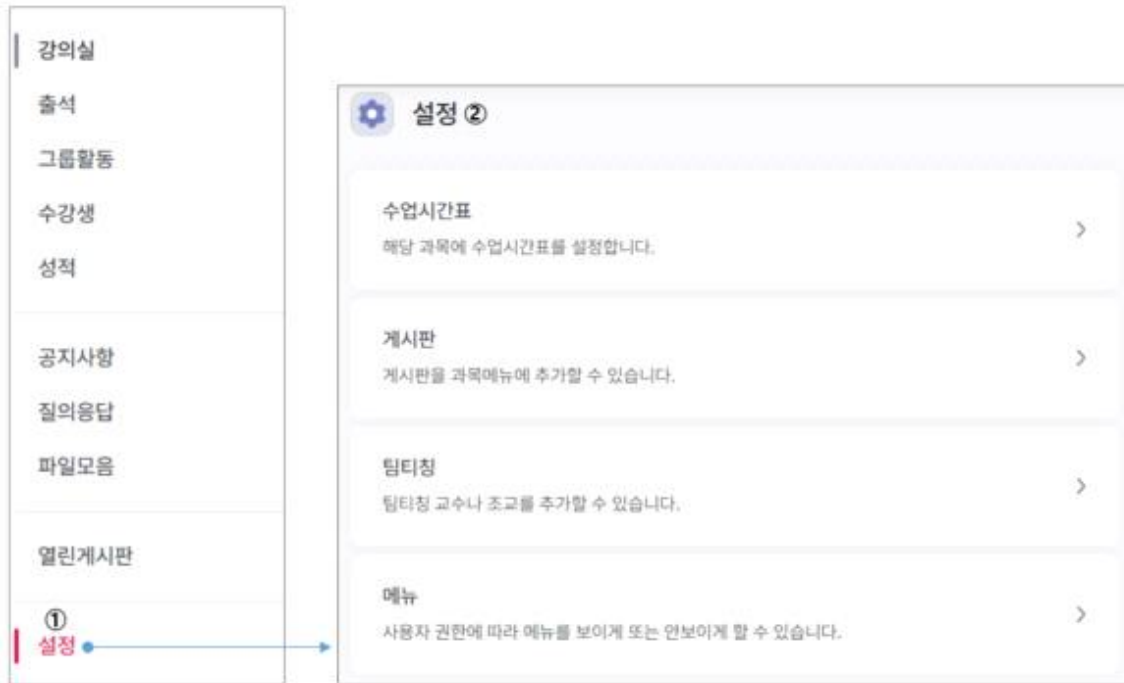 강의실
출석
그룹활동
수강생
성적
공지사항
질의응답
파일모음
열린게시판
①
설정
설정 ②
수업시간표
해당 과목에 수업시간표를 설정합니다.
게시판
게시판을 과목메뉴에 추가할 수 있습니다.
팀티칭
팀티칭 교수나 조교를 추가할 수 있습니다.
메뉴
사용자 권한에 따라 메뉴를 보이게 또는 안보이게 할 수 있습니다.